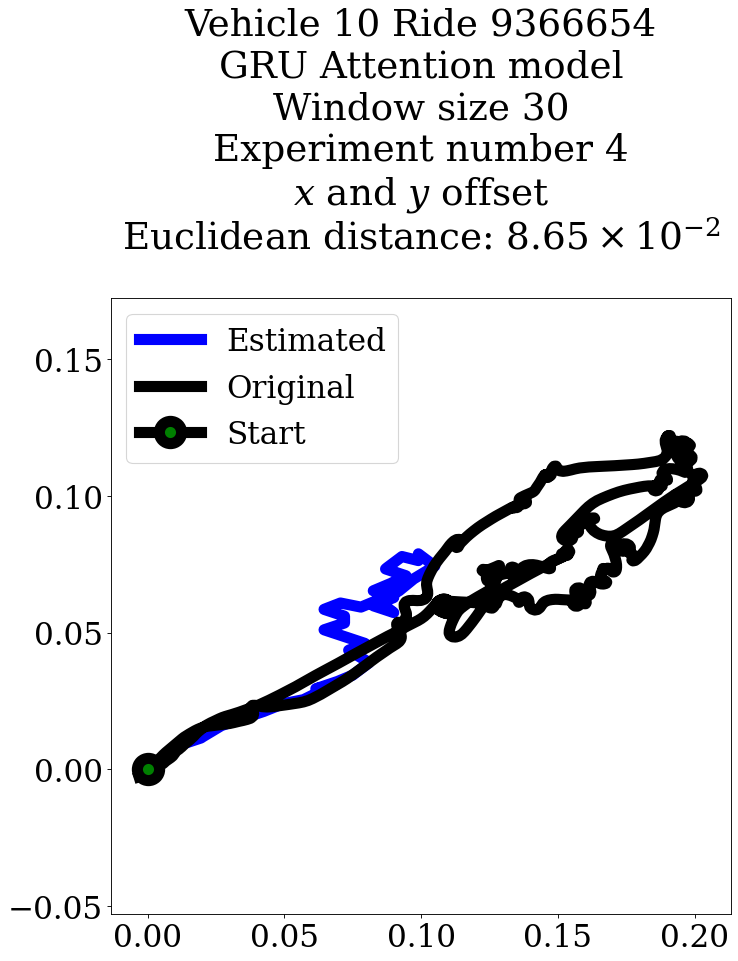 Vehicle 10 Ride 9366654
GRU Attention model
Window size 30
Experiment number 4
x and y offset
Euclidean distance: 8.65 × 10⁻²
Estimated
Original
Start
0.15
0.10
0.05
0.00
−0.05
0.00 0.05 0.10 0.15 0.20